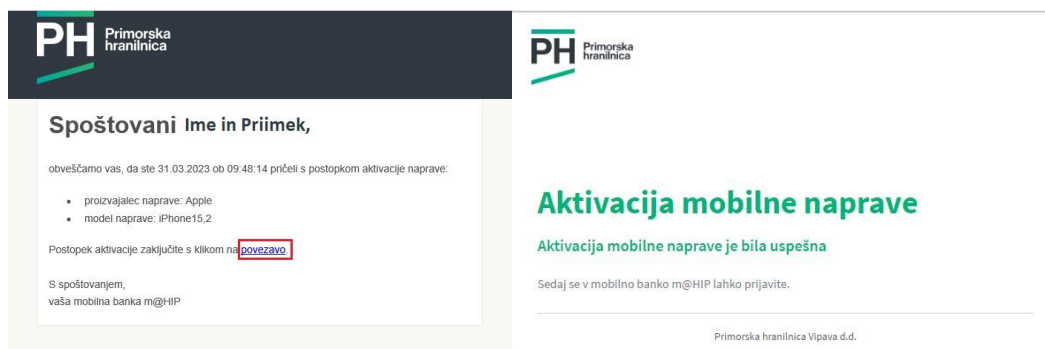 PH Primorska
hranilnica
Spoštovani Ime in Priimek,
obveščamo vas, da ste 31.03.2023 ob 09:48:14 pričeli s postopkom aktivacije naprave:
• proizvajalec naprave: Apple
• model naprave: iPhone15,2
Postopek aktivacije zaključite s klikom na povezavo.
S spoštovanjem,
vaša mobilna banka m@HIP
PH Primorska
hranilnica
Aktivacija mobilne naprave
Aktivacija mobilne naprave je bila uspešna
Sedaj se v mobilno banko m@HIP lahko prijavite.
Primorska hranilnica Vipava d.d.